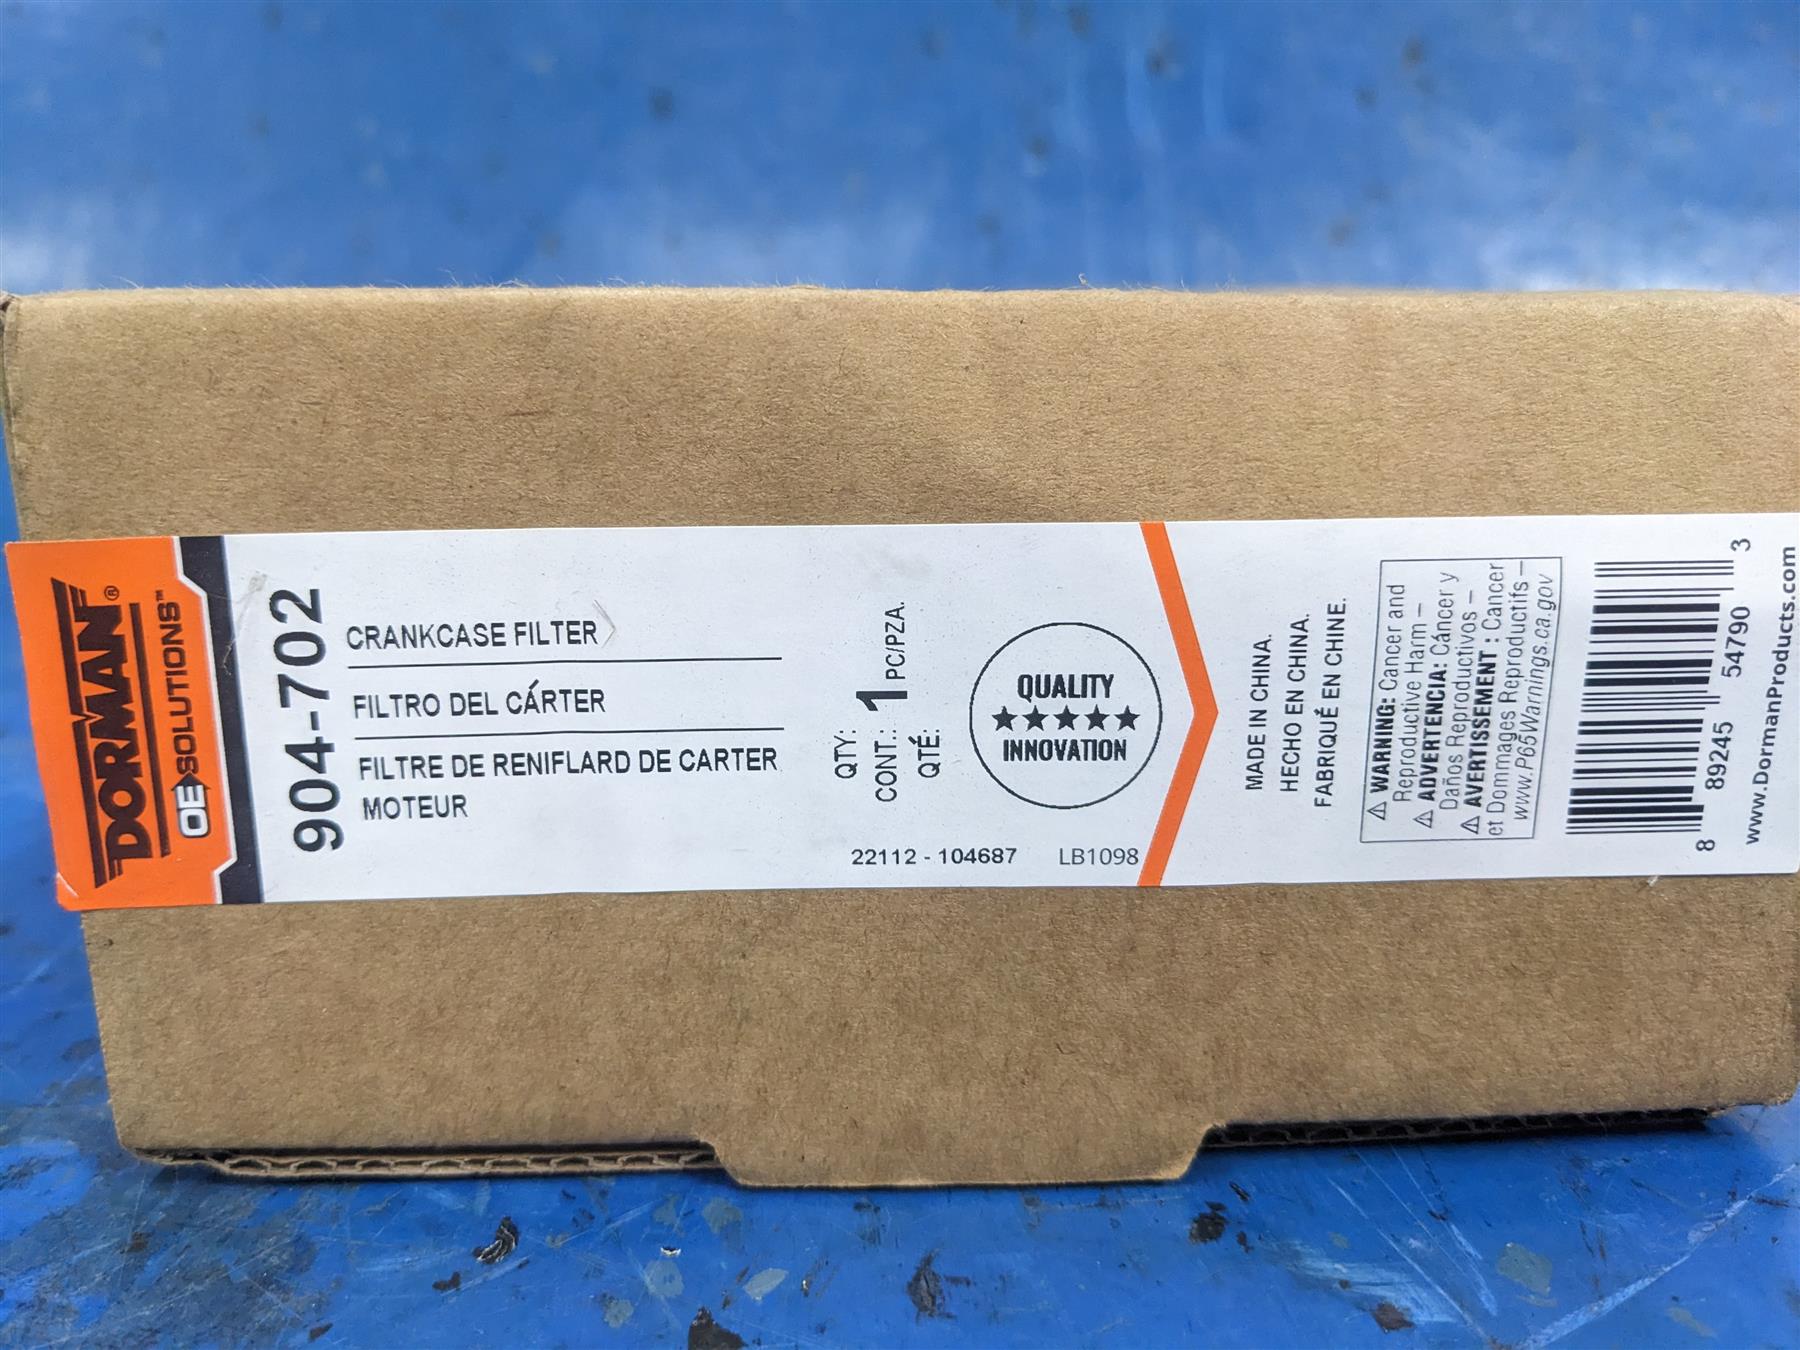 DORMAN®
OE SOLUTIONS™
904-702
CRANKCASE FILTER
FILTRO DEL CÁRTER
FILTRE DE RENIFLARD DE CARTER
MOTEUR
QTY:
CONT.: 1 PC/PZA.
QTÉ:
QUALITY
★★★★★
INNOVATION
22112 - 104687 LB1098
MADE IN CHINA.
HECHO EN CHINA.
FABRIQUÉ EN CHINE.
⚠ WARNING: Cancer and
Reproductive Harm –
⚠ ADVERTENCIA: Cáncer y
Daños Reproductivos –
⚠ AVERTISSEMENT : Cancer
et Dommages Reproductifs –
www.P65Warnings.ca.gov
8 89245 54790 3
www.DormanProducts.com